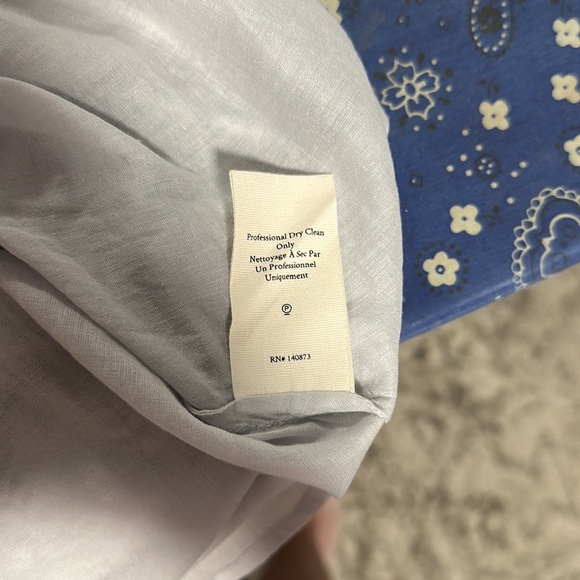 Professional Dry Clean
Only
Nettoyage À Sec Par
Un Professionnel
Uniquement
P
RN# 140873